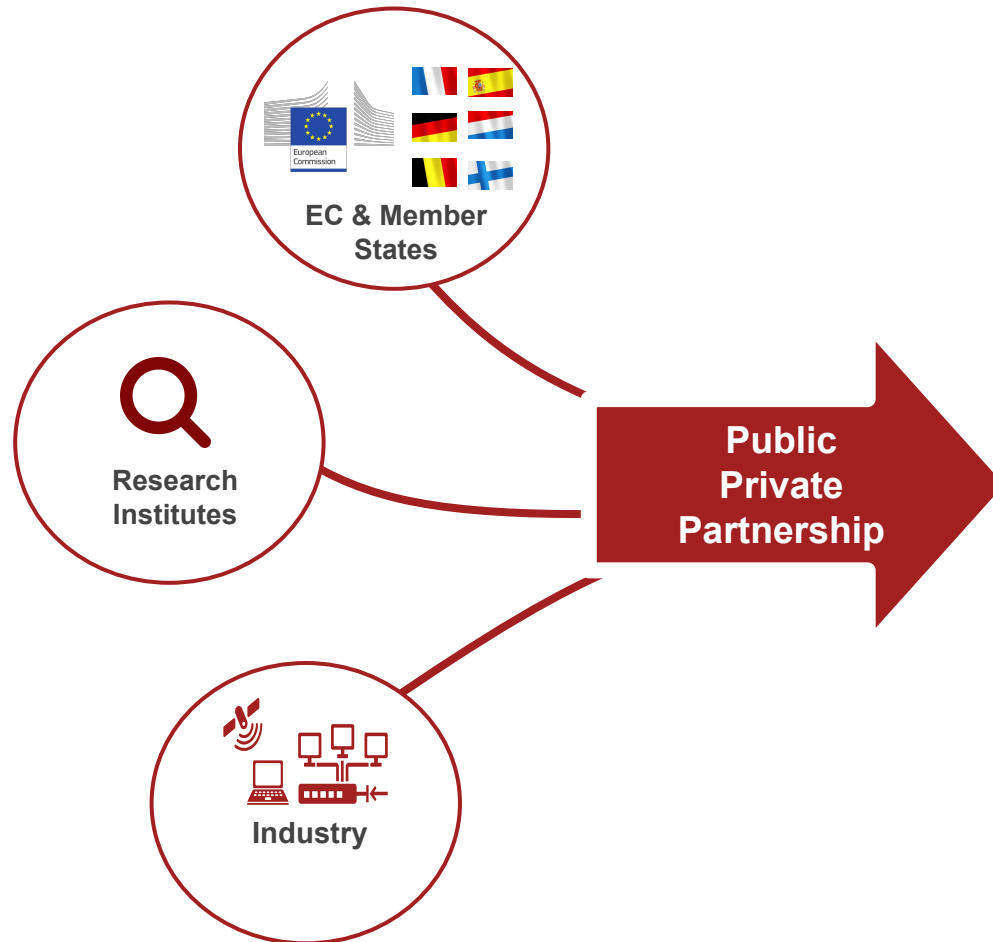 European
Commission
EC & Member
States
Research
Institutes
Public
Private
Partnership
Industry